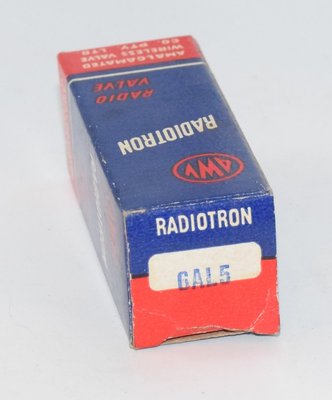 AMALGAMATED
WIRELESS VALVE
CO. PTY. LTD.
RADIO
VALVE
RADIOTRON
AWV
RADIOTRON
6AL5